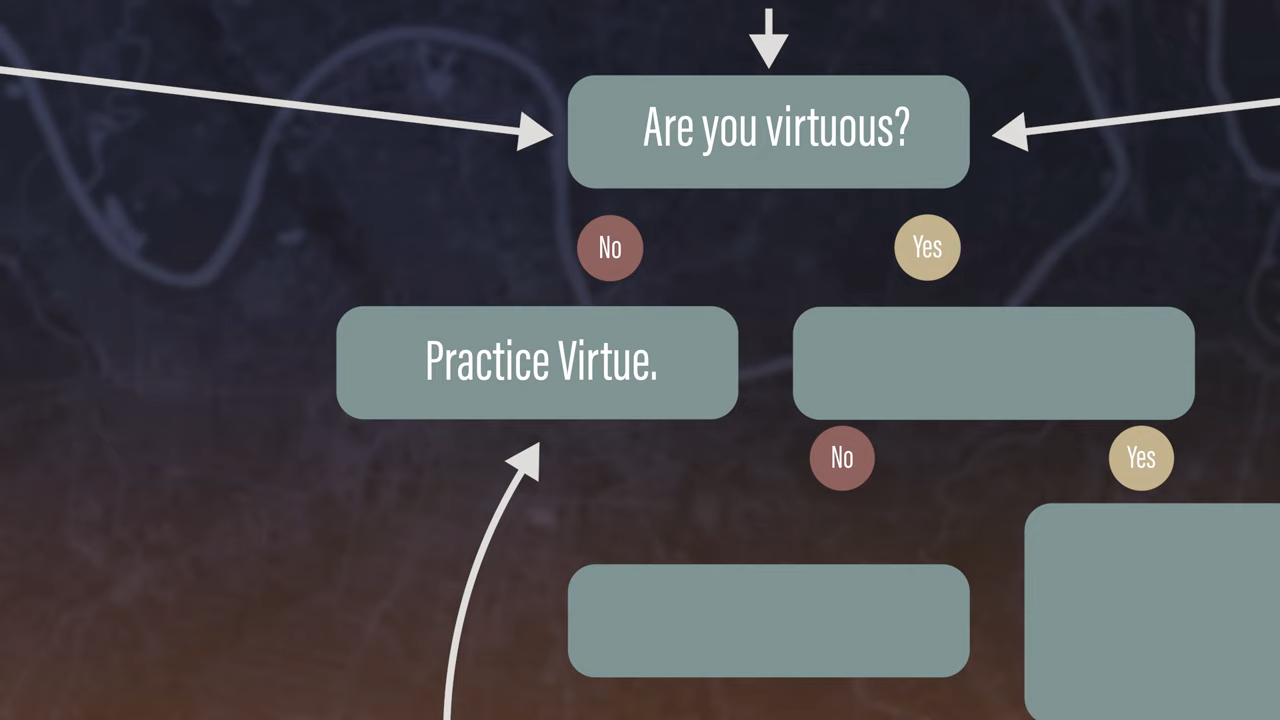 Are you virtuous?
No
Yes
Practice Virtue.
No
Yes